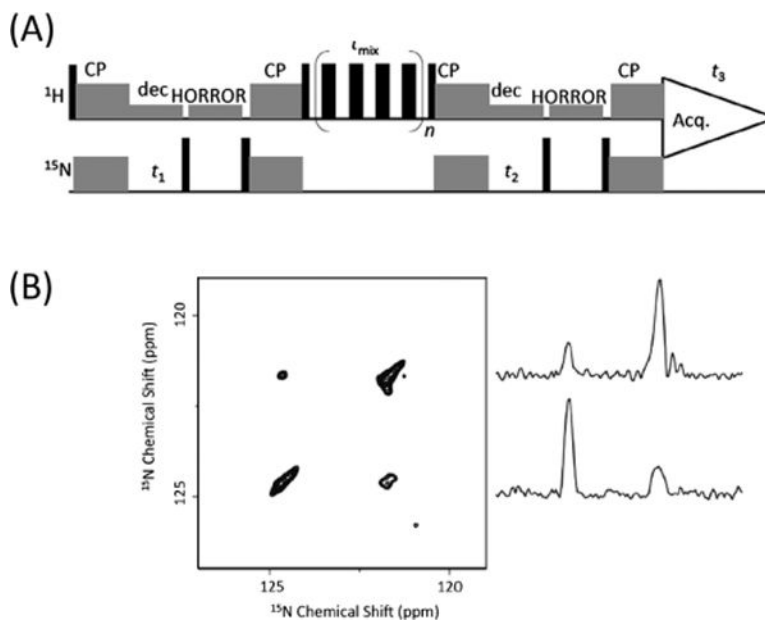 (A)
τmix
CP CP CP CP
dec HORROR dec HORROR t3
1H Acq.
n
15N t1 t2
(B)
120
125
15N Chemical Shift (ppm)
125 120
15N Chemical Shift (ppm)